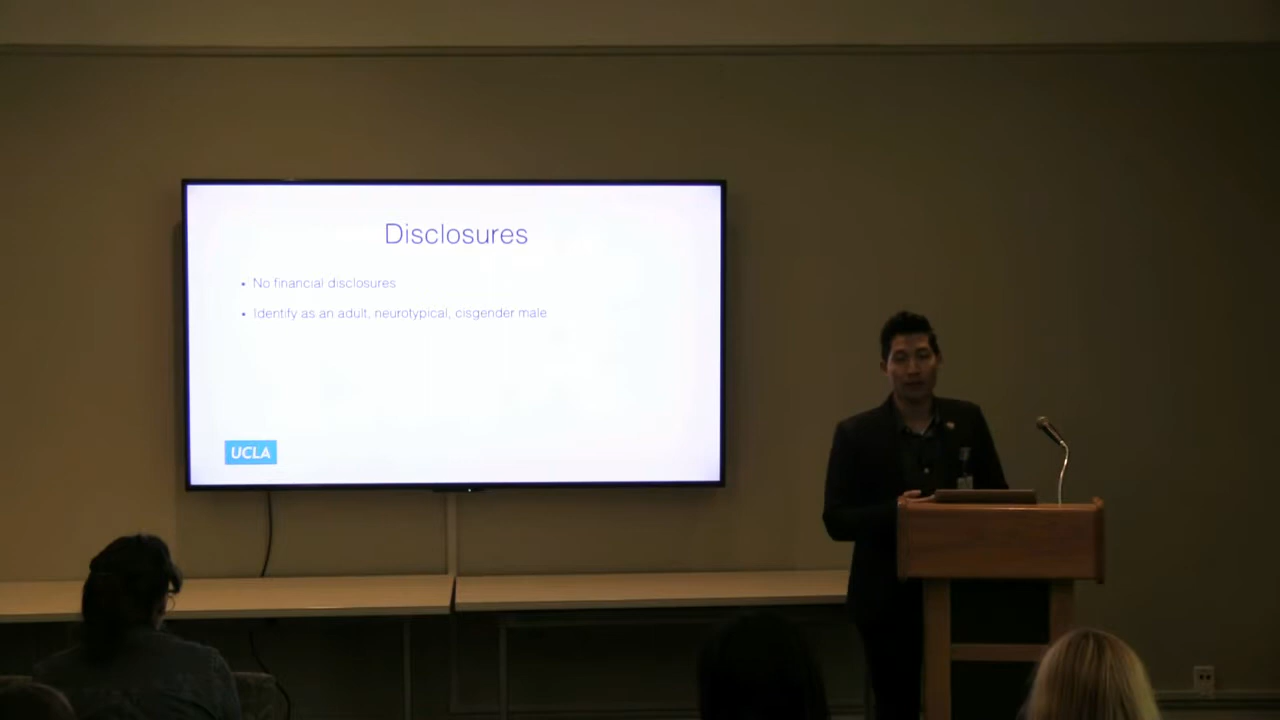 Disclosures
• No financial disclosures
• Identify as an adult, neurotypical, cisgender male
UCLA